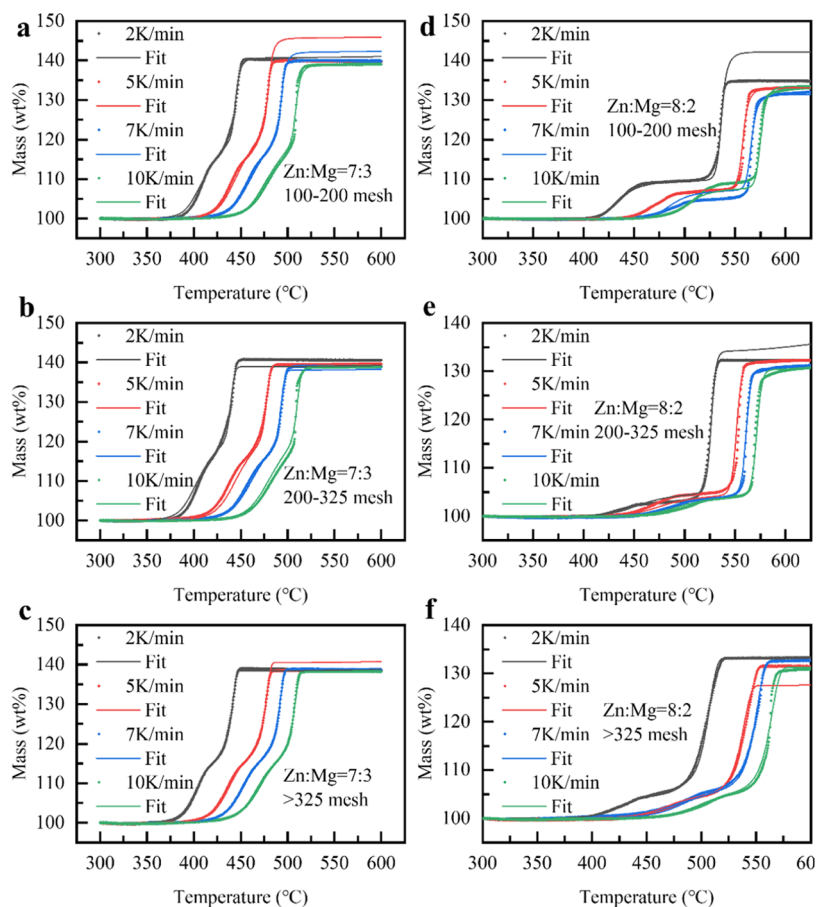 a
150
140
130
120
110
100
Mass (wt%)
2K/min
Fit
5K/min
Fit
7K/min
Fit
10K/min
Fit
Zn:Mg=7:3
100-200 mesh
300 350 400 450 500 550 600
Temperature (℃)
d
150
140
130
120
110
100
Mass (wt%)
2K/min
Fit
5K/min
Fit
7K/min
Fit
10K/min
Fit
Zn:Mg=8:2
100-200 mesh
300 350 400 450 500 550 600
Temperature (℃)
b
150
140
130
120
110
100
Mass (wt%)
2K/min
Fit
5K/min
Fit
7K/min
Fit
10K/min
Fit
Zn:Mg=7:3
200-325 mesh
300 350 400 450 500 550 600
Temperature (℃)
e
140
130
120
110
100
Mass (wt%)
2K/min
Fit
5K/min
Fit
7K/min
Fit
10K/min
Fit
Zn:Mg=8:2
200-325 mesh
300 350 400 450 500 550 600
Temperature (℃)
c
150
140
130
120
110
100
Mass (wt%)
2K/min
Fit
5K/min
Fit
7K/min
Fit
10K/min
Fit
Zn:Mg=7:3
>325 mesh
300 350 400 450 500 550 600
Temperature (℃)
f
140
130
120
110
100
Mass (wt%)
2K/min
Fit
5K/min
Fit
7K/min
Fit
10K/min
Fit
Zn:Mg=8:2
>325 mesh
300 350 400 450 500 550 60
Temperature (℃)